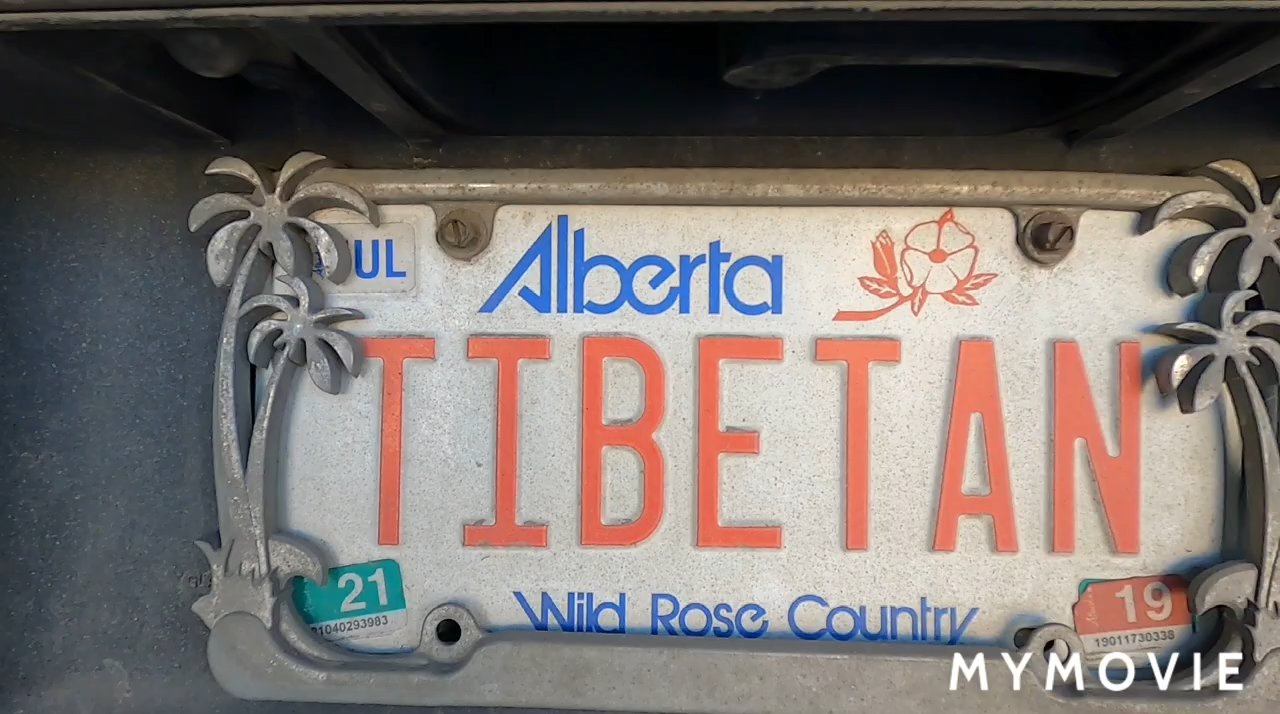 JUL
Alberta
TIBETAN
21
19
21040293983
19011730338
Wild Rose Country
MYMOVIE